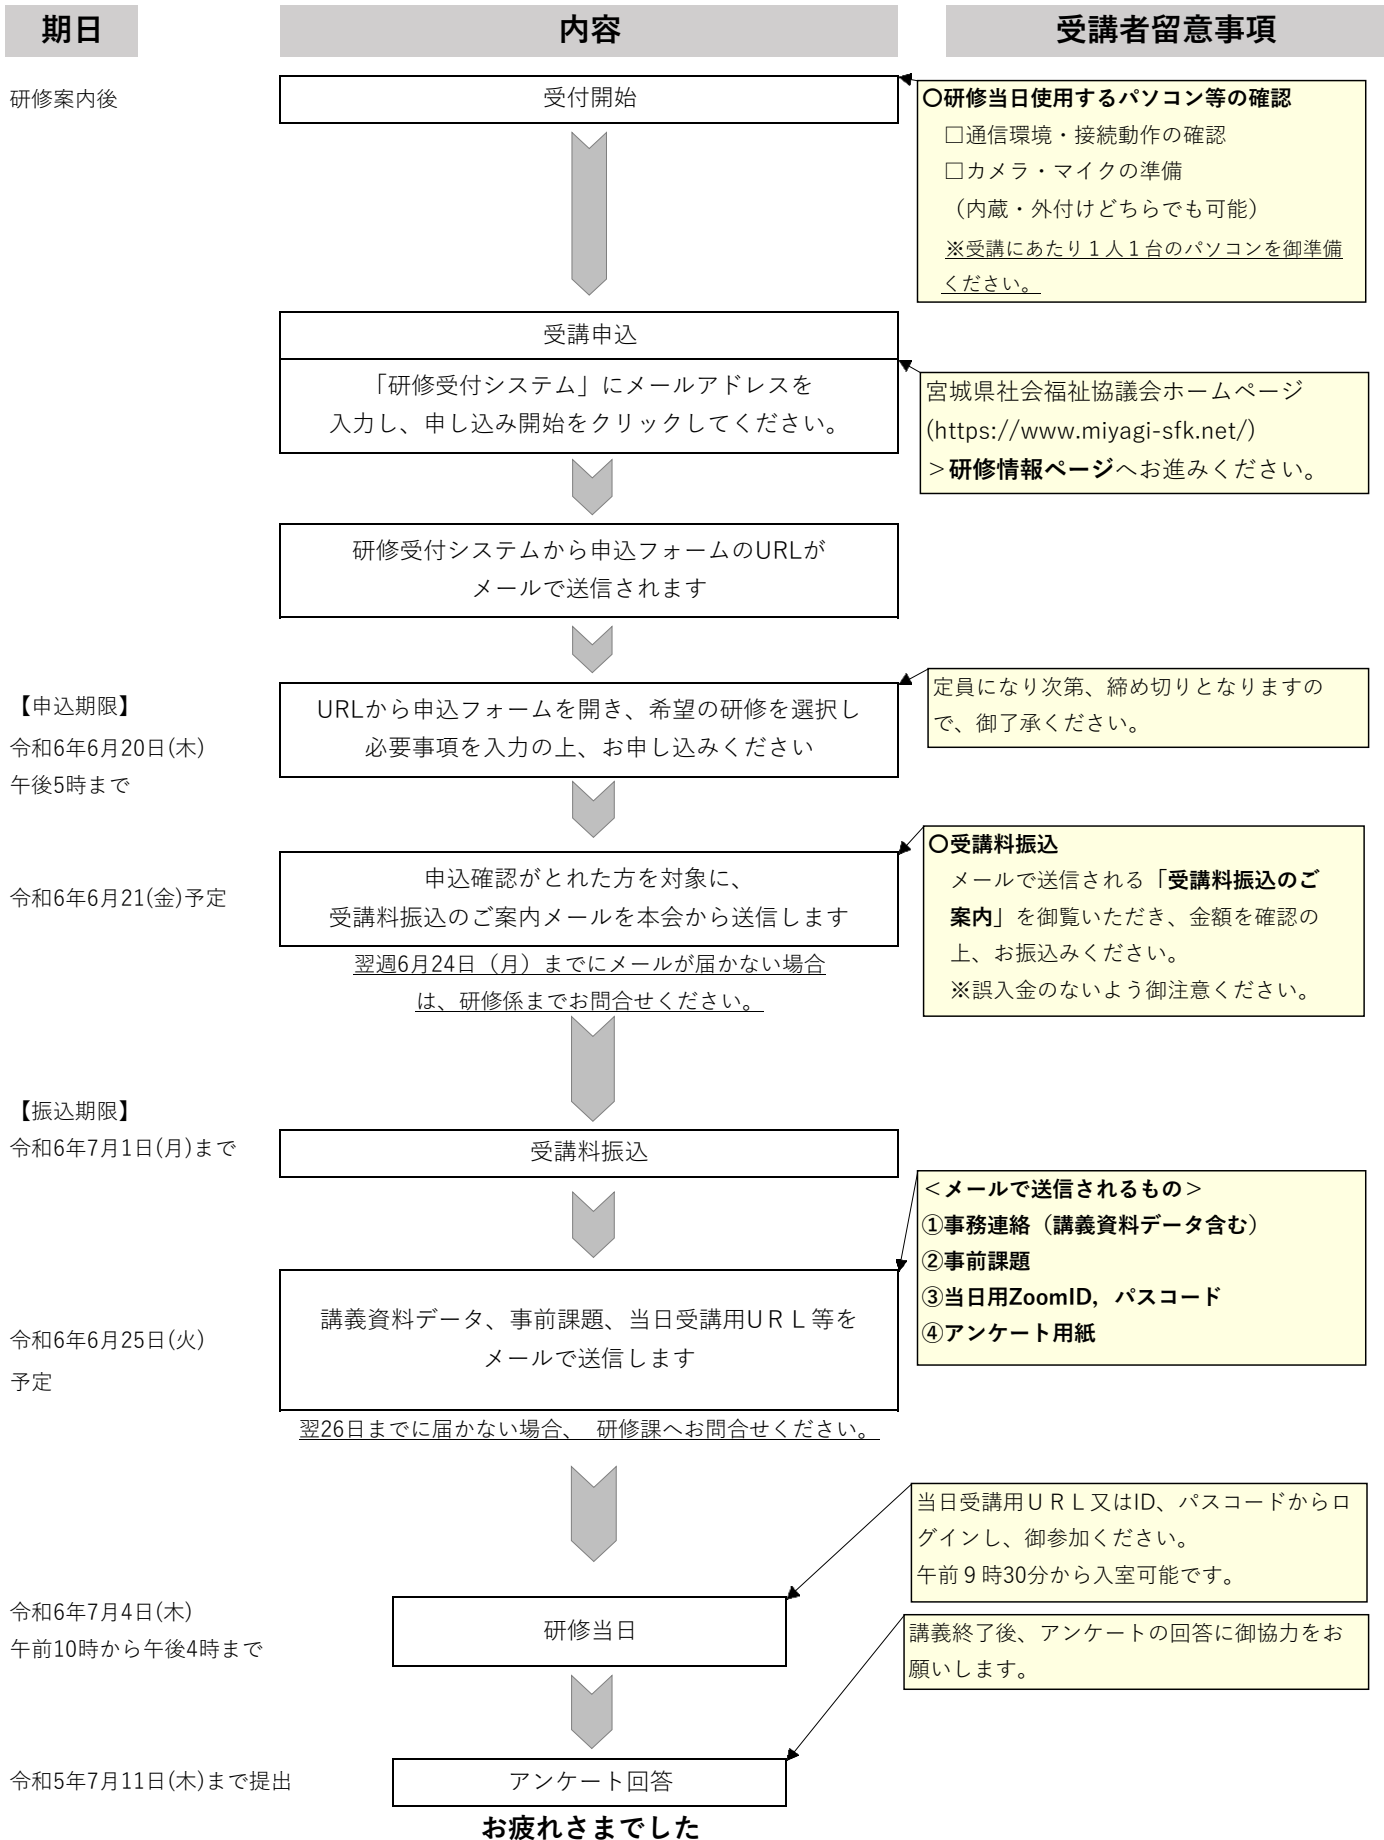 期日
内容
受講者留意事項
研修案内後
受付開始
〇研修当日使用するパソコン等の確認
□通信環境・接続動作の確認
□カメラ・マイクの準備
（内蔵・外付けどちらでも可能）
※受講にあたり１人１台のパソコンを御準備
ください。
受講申込
「研修受付システム」にメールアドレスを
入力し、申し込み開始をクリックしてください。
宮城県社会福祉協議会ホームページ
(https://www.miyagi-sfk.net/)
＞研修情報ページへお進みください。
研修受付システムから申込フォームのURLが
メールで送信されます
【申込期限】
令和6年6月20日(木)
午後5時まで
URLから申込フォームを開き、希望の研修を選択し
必要事項を入力の上、お申し込みください
定員になり次第、締め切りとなりますの
で、御了承ください。
令和6年6月21(金)予定
申込確認がとれた方を対象に、
受講料振込のご案内メールを本会から送信します
翌週6月24日（月）までにメールが届かない場合
は、研修係までお問合せください。
〇受講料振込
メールで送信される「受講料振込のご
案内」を御覧いただき、金額を確認の
上、お振込みください。
※誤入金のないよう御注意ください。
【振込期限】
令和6年7月1日(月)まで
受講料振込
＜メールで送信されるもの＞
①事務連絡（講義資料データ含む）
②事前課題
③当日用ZoomID，パスコード
④アンケート用紙
令和6年6月25日(火)
予定
講義資料データ、事前課題、当日受講用ＵＲＬ等を
メールで送信します
翌26日までに届かない場合、　研修課へお問合せください。
当日受講用ＵＲＬ又はID、パスコードからロ
グインし、御参加ください。
午前９時30分から入室可能です。
令和6年7月4日(木)
午前10時から午後4時まで
研修当日
講義終了後、アンケートの回答に御協力をお
願いします。
令和5年7月11日(木)まで提出
アンケート回答
お疲れさまでした